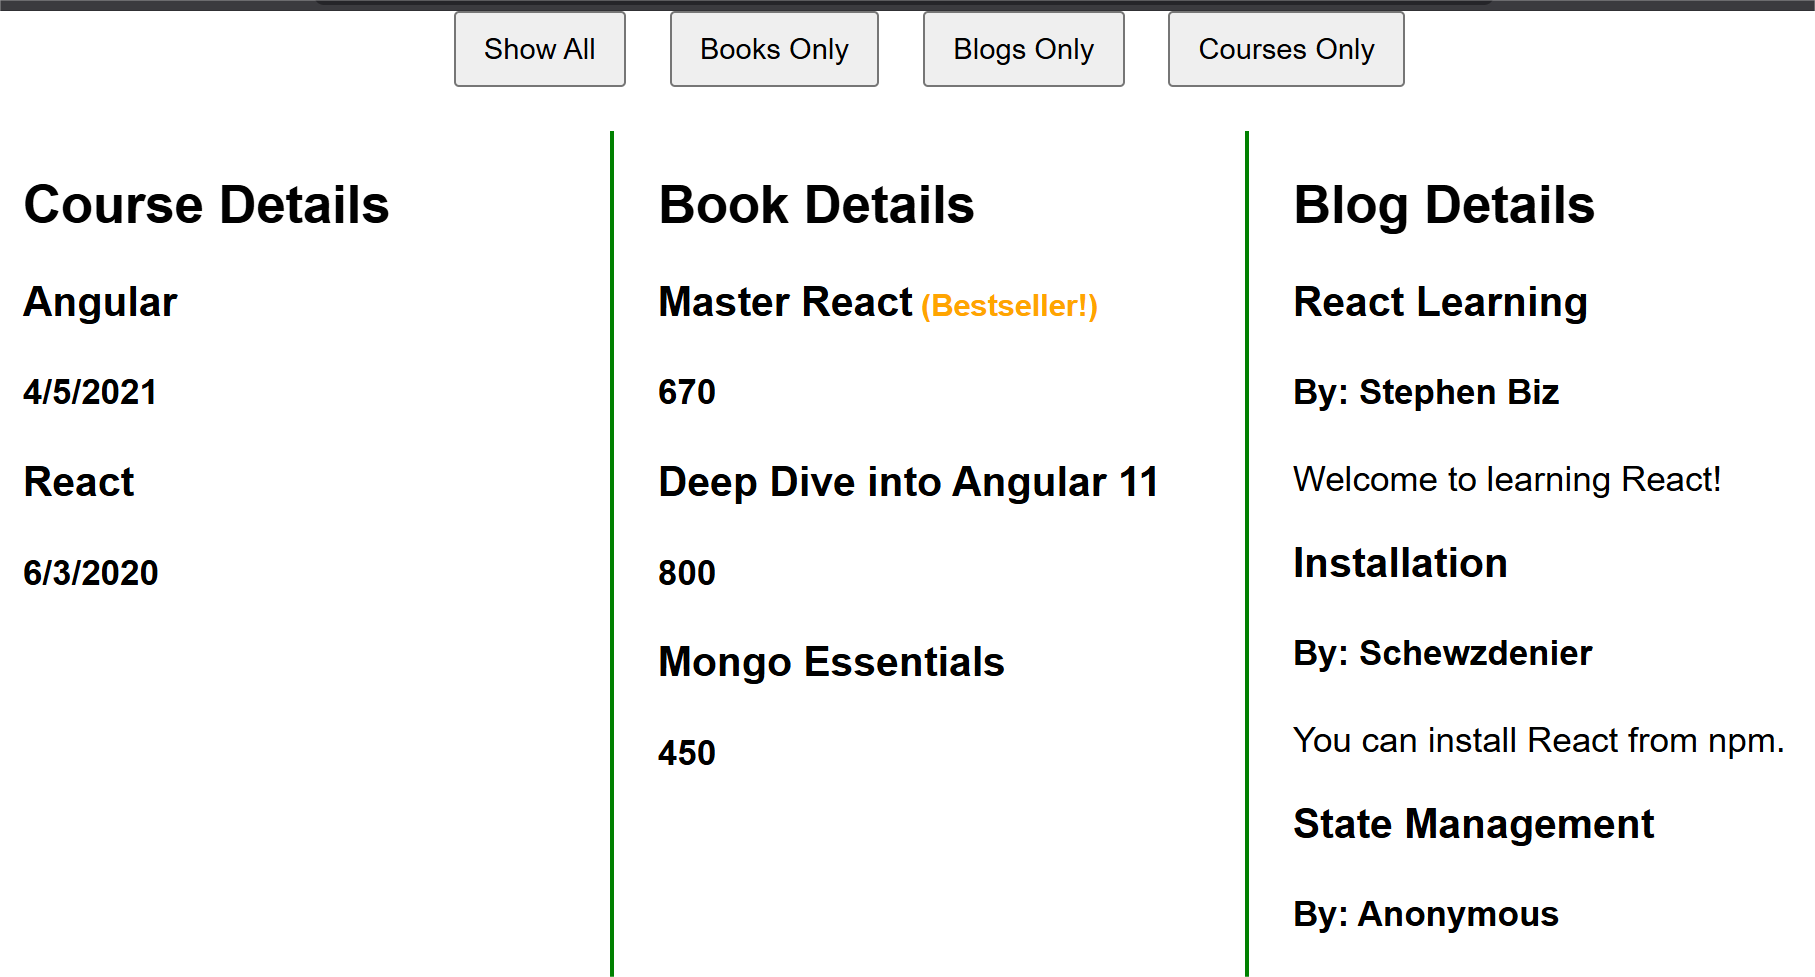 Show All
Books Only
Blogs Only
Courses Only
Course Details
Angular
4/5/2021
React
6/3/2020
Book Details
Master React (Bestseller!)
670
Deep Dive into Angular 11
800
Mongo Essentials
450
Blog Details
React Learning
By: Stephen Biz
Welcome to learning React!
Installation
By: Schewzdenier
You can install React from npm.
State Management
By: Anonymous